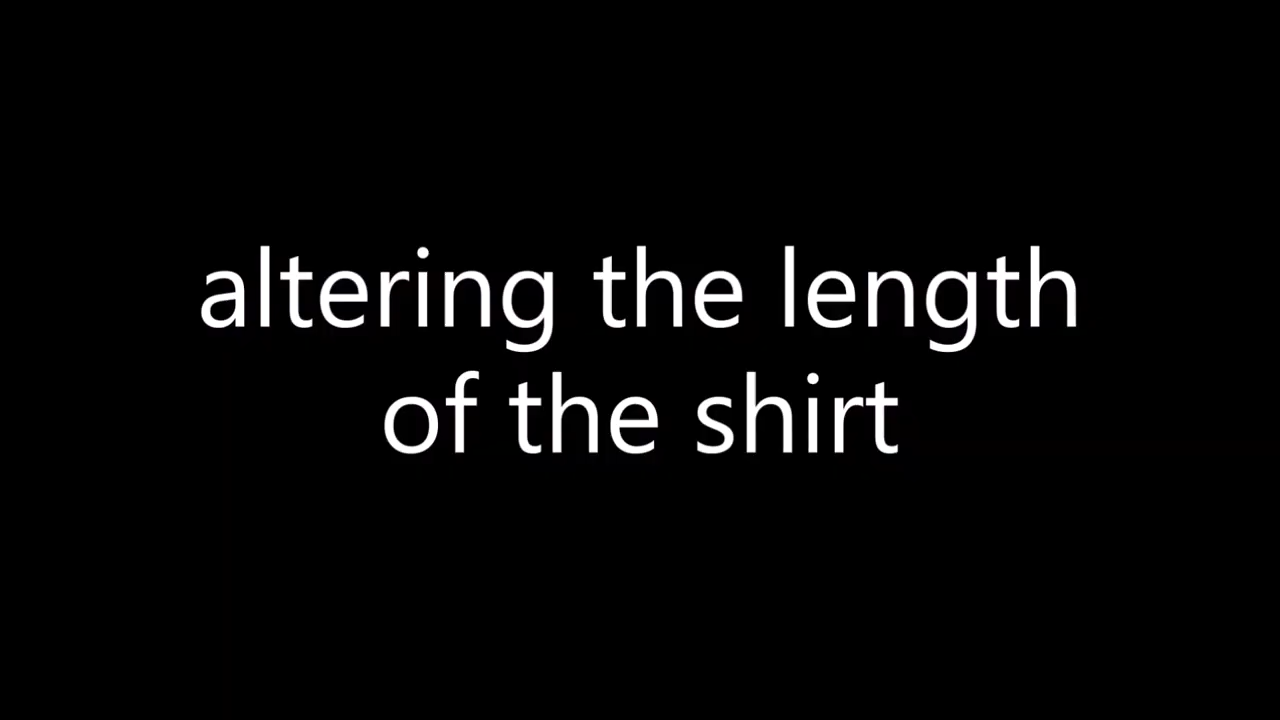 altering the length
of the shirt